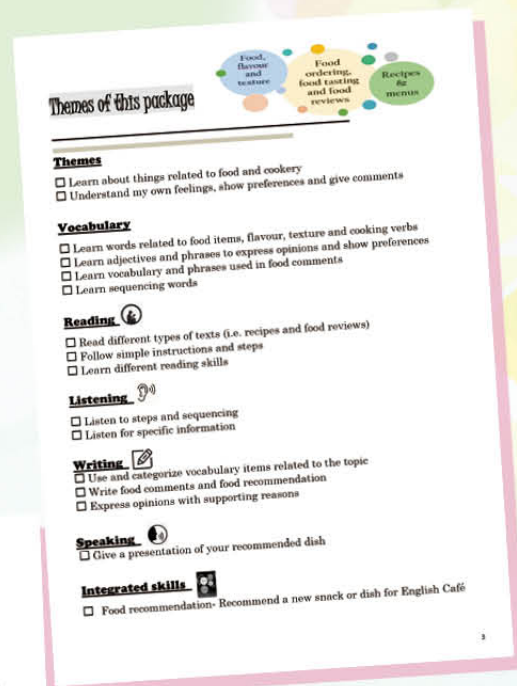 Themes of this package
Food,
flavour
and
texture
Food
ordering,
food tasting
and food
reviews
Recipes
&
menus
Themes
☐ Learn about things related to food and cookery
☐ Understand my own feelings, show preferences and give comments
Vocabulary
☐ Learn words related to food items, flavour, texture and cooking verbs
☐ Learn adjectives and phrases to express opinions and show preferences
☐ Learn vocabulary and phrases used in food comments
☐ Learn sequencing words
Reading
☐ Read different types of texts (i.e. recipes and food reviews)
☐ Follow simple instructions and steps
☐ Learn different reading skills
Listening
☐ Listen to steps and sequencing
☐ Listen for specific information
Writing
☐ Use and categorize vocabulary items related to the topic
☐ Write food comments and food recommendation
☐ Express opinions with supporting reasons
Speaking
☐ Give a presentation of your recommended dish
Integrated skills
☐ Food recommendation- Recommend a new snack or dish for English Café
3